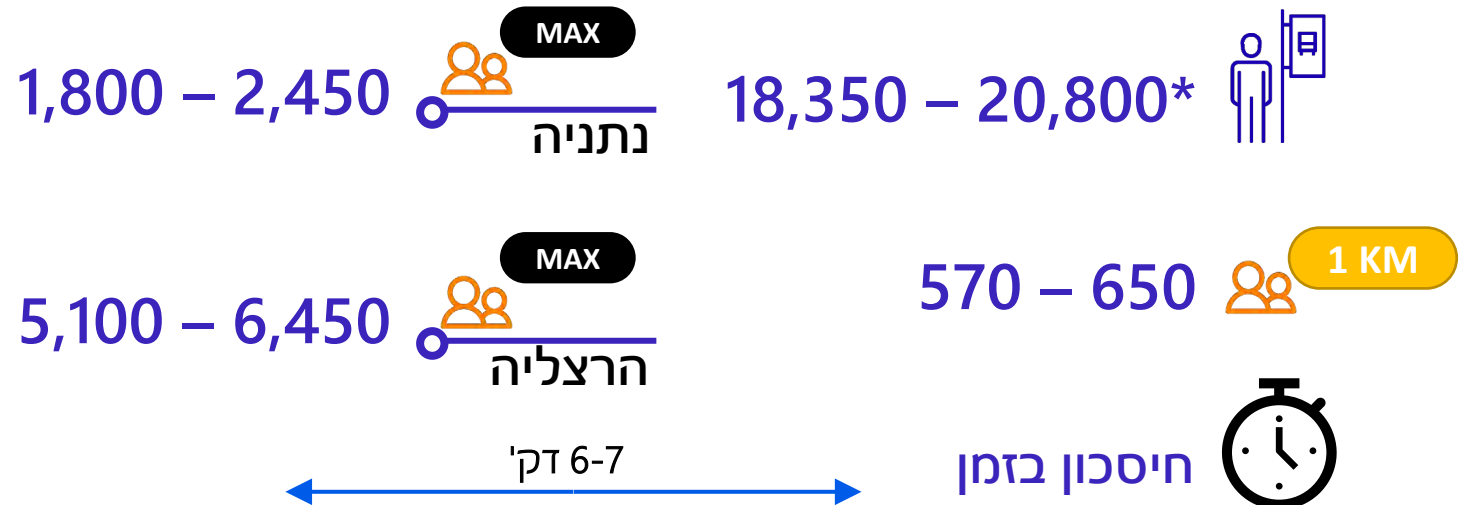 18,350 – 20,800*
MAX
1,800 – 2,450
נתניה
1 KM
570 – 650
MAX
5,100 – 6,450
הרצליה
חיסכון בזמן
6-7 דק'